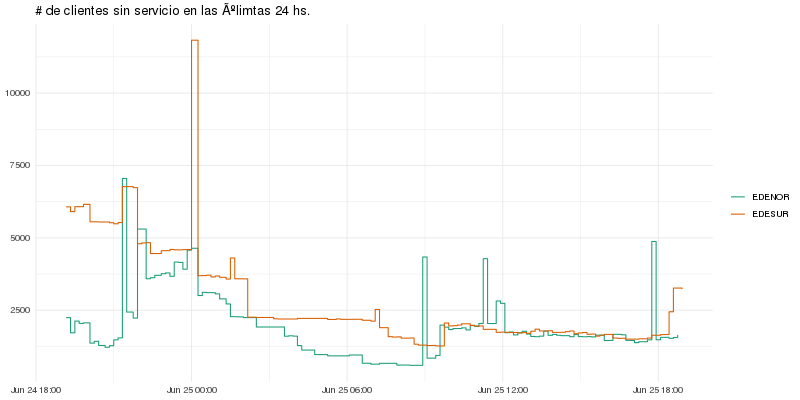 # de clientes sin servicio en las Ãºlimtas 24 hs.
10000
7500
5000
2500
EDENOR
EDESUR
Jun 24 18:00
Jun 25 00:00
Jun 25 06:00
Jun 25 12:00
Jun 25 18:00